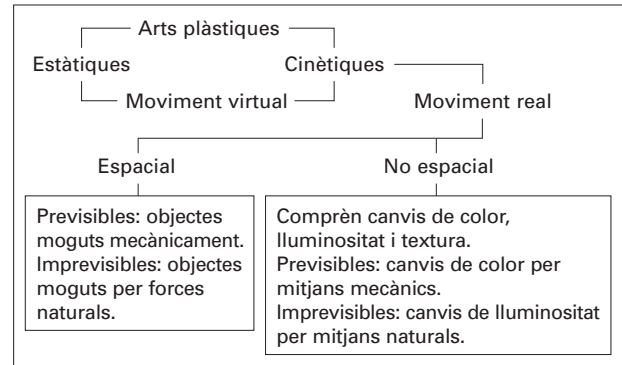 Arts plàstiques
Estàtiques
Cinètiques
Moviment virtual
Moviment real
Espacial
No espacial
Previsibles: objectes
moguts mecànicament.
Imprevisibles: objectes
moguts per forces
naturals.
Comprèn canvis de color,
lluminositat i textura.
Previsibles: canvis de color per
mitjans mecànics.
Imprevisibles: canvis de lluminositat
per mitjans naturals.